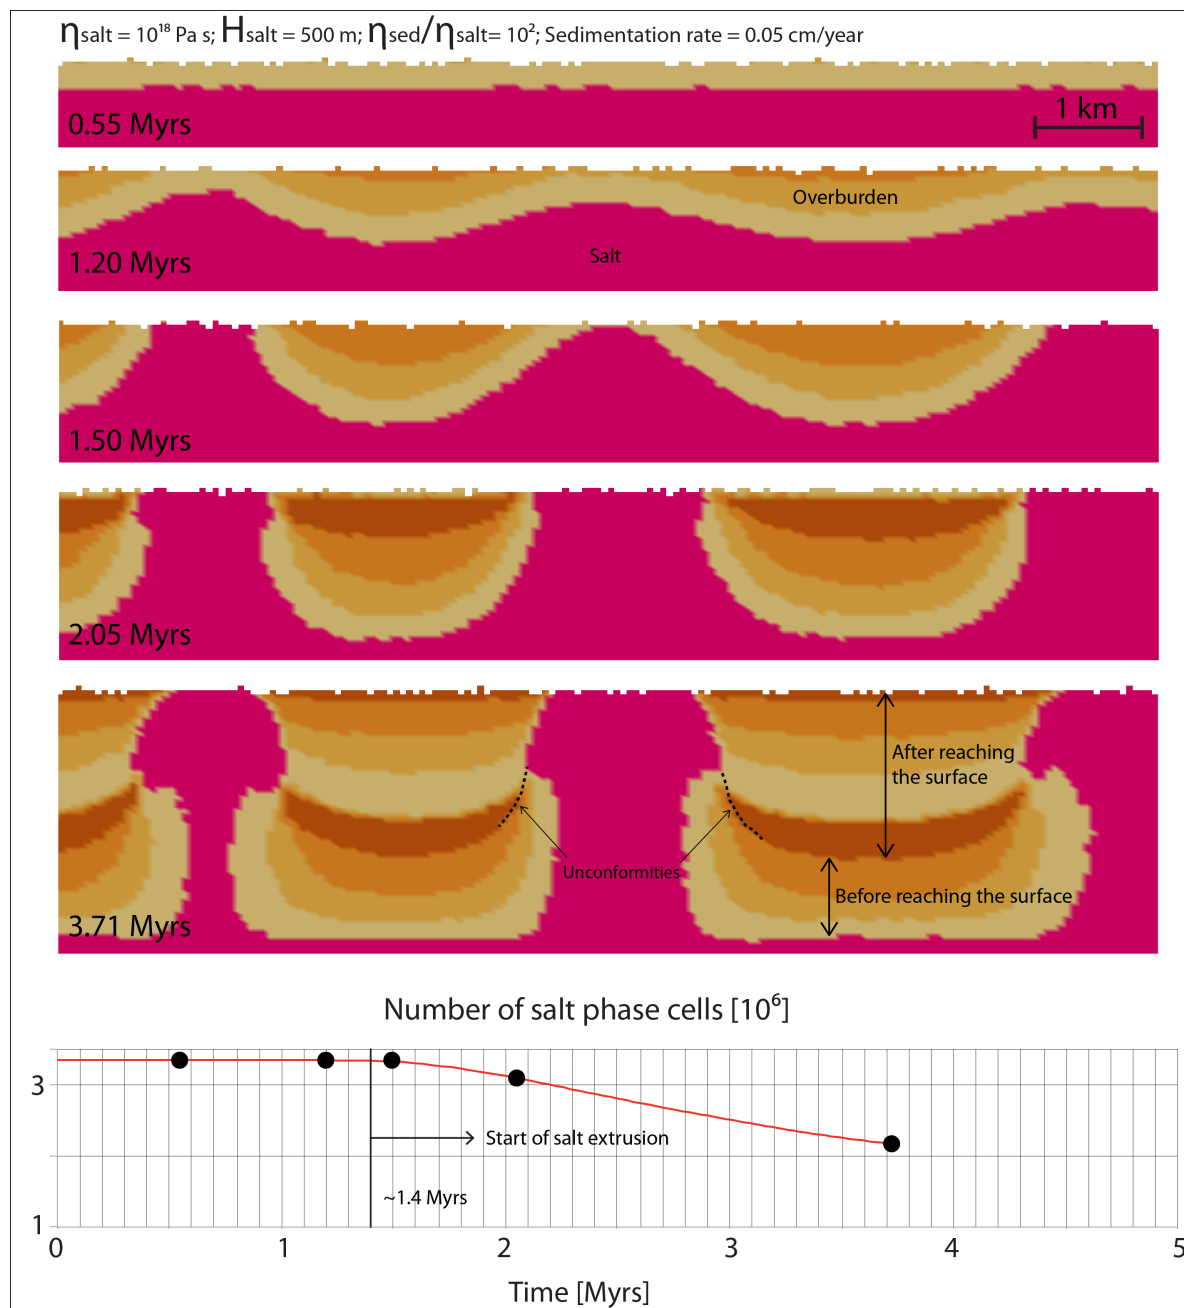 ηsalt = 10¹⁸ Pa s; Hsalt = 500 m; ηsed/ηsalt= 10²; Sedimentation rate = 0.05 cm/year
1 km
0.55 Myrs
Overburden
Salt
1.20 Myrs
1.50 Myrs
2.05 Myrs
After reaching
the surface
Unconformities
Before reaching the surface
3.71 Myrs
Number of salt phase cells [10⁶]
3
Start of salt extrusion
~1.4 Myrs
1
0 1 2 3 4 5
Time [Myrs]